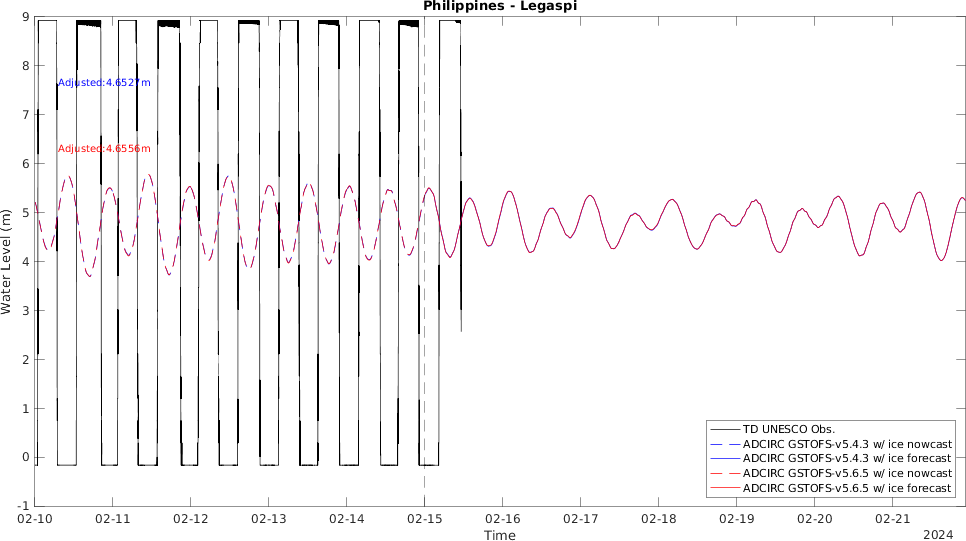 Philippines - Legaspi
9
8
7
6
5
4
3
2
1
0
-1
Water Level (m)
Adjusted:4.6527m
Adjusted:4.6556m
TD UNESCO Obs.
ADCIRC GSTOFS-v5.4.3 w/ ice nowcast
ADCIRC GSTOFS-v5.4.3 w/ ice forecast
ADCIRC GSTOFS-v5.6.5 w/ ice nowcast
ADCIRC GSTOFS-v5.6.5 w/ ice forecast
02-10 02-11 02-12 02-13 02-14 02-15 02-16 02-17 02-18 02-19 02-20 02-21
Time
2024